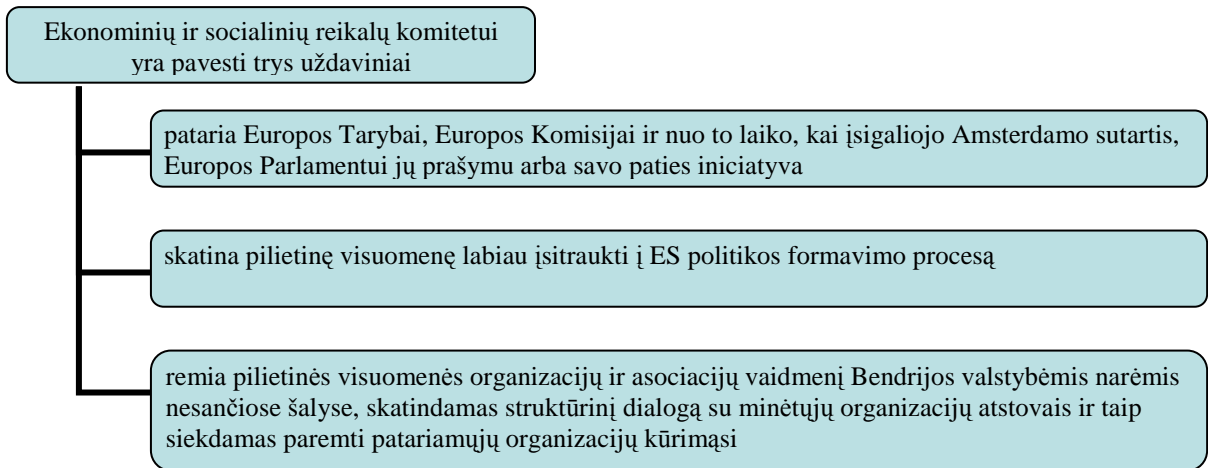 Ekonominių ir socialinių reikalų komitetui
yra pavesti trys uždaviniai
pataria Europos Tarybai, Europos Komisijai ir nuo to laiko, kai įsigaliojo Amsterdamo sutartis,
Europos Parlamentui jų prašymu arba savo paties iniciatyva
skatina pilietinę visuomenę labiau įsitraukti į ES politikos formavimo procesą
remia pilietinės visuomenės organizacijų ir asociacijų vaidmenį Bendrijos valstybėmis narėmis
nesančiose šalyse, skatindamas struktūrinį dialogą su minėtųjų organizacijų atstovais ir taip
siekdamas paremti patariamųjų organizacijų kūrimąsi